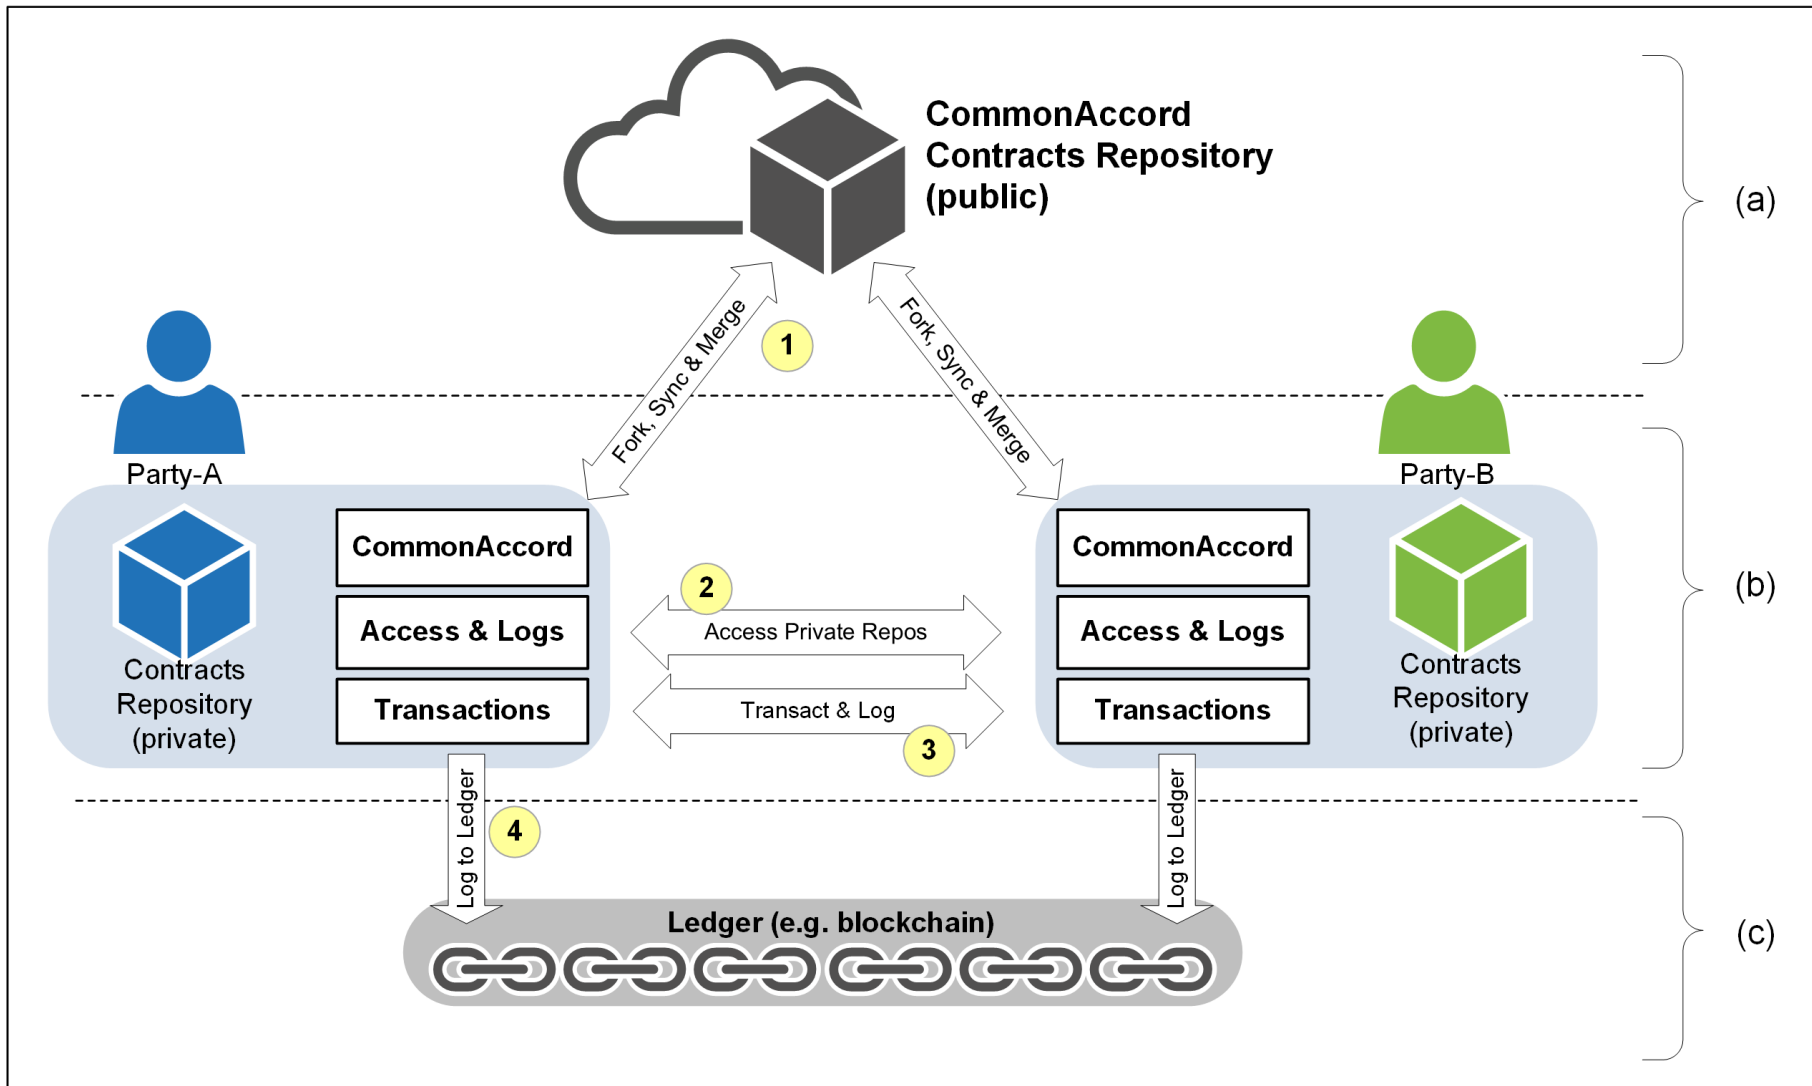 CommonAccord
Contracts Repository
(public)
(a)
Fork, Sync & Merge
1
Fork, Sync & Merge
Party-A
Party-B
CommonAccord
Access & Logs
Transactions
Contracts
Repository
(private)
2
Access Private Repos
Transact & Log
3
CommonAccord
Access & Logs
Transactions
Contracts
Repository
(private)
(b)
Log to Ledger
4
Log to Ledger
Ledger (e.g. blockchain)
(c)